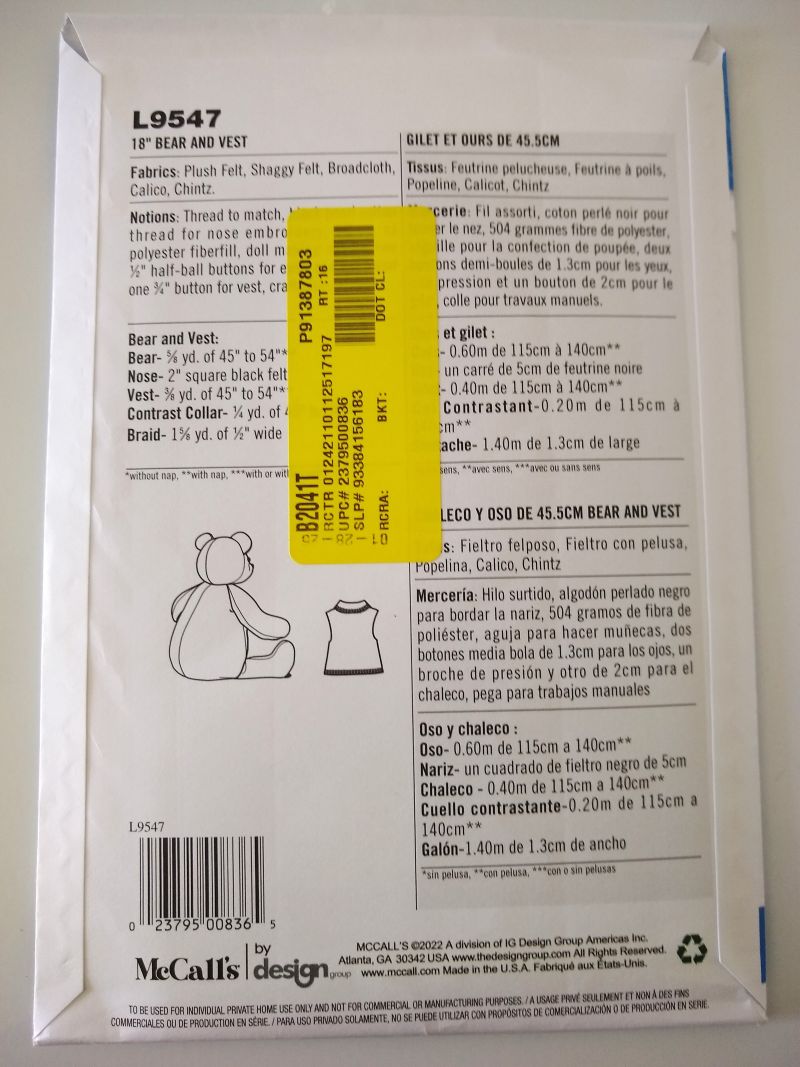 L9547
18" BEAR AND VEST
Fabrics: Plush Felt, Shaggy Felt, Broadcloth,
Calico, Chintz.
Notions: Thread to match,
thread for nose embro
polyester fiberfill, doll m
½" half-ball buttons for e
one ¾" button for vest, cra
Bear and Vest:
Bear- ⅝ yd. of 45" to 54"*
Nose- 2" square black felt
Vest- ⅜ yd. of 45" to 54"*
Contrast Collar- ¼ yd. of 4
Braid- 1⅝ yd. of ½" wide
*without nap, **with nap, ***with or wit
GILET ET OURS DE 45.5CM
Tissus: Feutrine pelucheuse, Feutrine à poils,
Popeline, Calicot, Chintz
cerie: Fil assorti, coton perlé noir pour
er le nez, 504 grammes fibre de polyester,
ille pour la confection de poupée, deux
ons demi-boules de 1.3cm pour les yeux,
pression et un bouton de 2cm pour le
, colle pour travaux manuels.
et gilet :
- 0.60m de 115cm à 140cm**
un carré de 5cm de feutrine noire
- 0.40m de 115cm à 140cm**
Contrastant-0.20m de 115cm à
cm**
ache- 1.40m de 1.3cm de large
sens, **avec sens, ***avec ou sans sens
LECO Y OSO DE 45.5CM BEAR AND VEST
s: Fieltro felposo, Fieltro con pelusa,
Popelina, Calico, Chintz
Mercería: Hilo surtido, algodón perlado negro
para bordar la nariz, 504 gramos de fibra de
poliéster, aguja para hacer muñecas, dos
botones media bola de 1.3cm para los ojos, un
broche de presión y otro de 2cm para el
chaleco, pega para trabajos manuales
Oso y chaleco :
Oso- 0.60m de 115cm a 140cm**
Nariz- un cuadrado de fieltro negro de 5cm
Chaleco - 0.40m de 115cm a 140cm**
Cuello contrastante-0.20m de 115cm a
140cm**
Galón-1.40m de 1.3cm de ancho
*sin pelusa, **con pelusa, ***con o sin pelusas
P91387803
RT :16
DOT CL:
B2041T
RCTR 012421101112517197
UPC# 2379500836
SLP# 93384156183
BKT:
RCRA:
L9547
0 23795 00836 5
McCall's by design group
MCCALL'S ©2022 A division of IG Design Group Americas Inc.
Atlanta, GA 30342 USA www.thedesigngroup.com All Rights Reserved.
www.mccall.com Made in the U.S.A. Fabriqué aux États-Unis.
TO BE USED FOR INDIVIDUAL PRIVATE HOME USE ONLY AND NOT FOR COMMERCIAL OR MANUFACTURING PURPOSES. / A USAGE PRIVÉ SEULEMENT ET NON À DES FINS
COMMERCIALES OU DE PRODUCTION EN SÉRIE. / PARA USO PRIVADO SOLAMENTE, NO SE PUEDE UTILIZAR CON PROPÓSITOS DE COMERCIALIZACIÓN O DE PRODUCCIÓN EN SERIE.